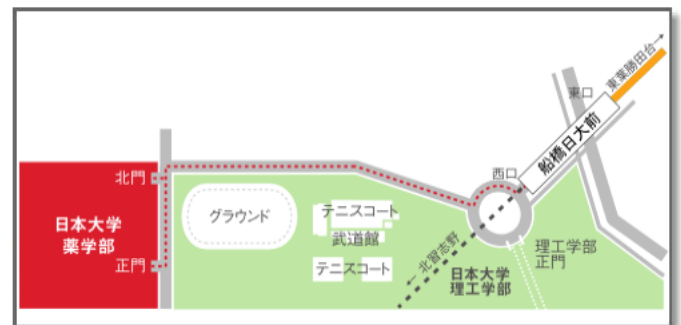 東葉勝田台→
東口
船橋日大前
西口
北門
日本大学
薬学部
正門
グラウンド
テニスコート
武道館
テニスコート
←北習志野
日本大学
理工学部
理工学部
正門